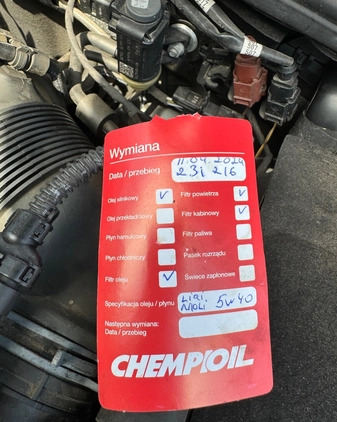 Wymiana
Data / przebieg 11.04.2024
231 216
Olej silnikowy ✓ Filtr powietrza ✓
Olej przekładniowy Filtr kabinowy ✓
Płyn hamulcowy Filtr paliwa
Płyn chłodniczy Pasek rozrządu
Filtr oleju ✓ Świece zapłonowe
Specyfikacja oleju / płynu LIQI. MOLI 5W40
Następna wymiana:
Data / przebieg
CHEMPIOIL